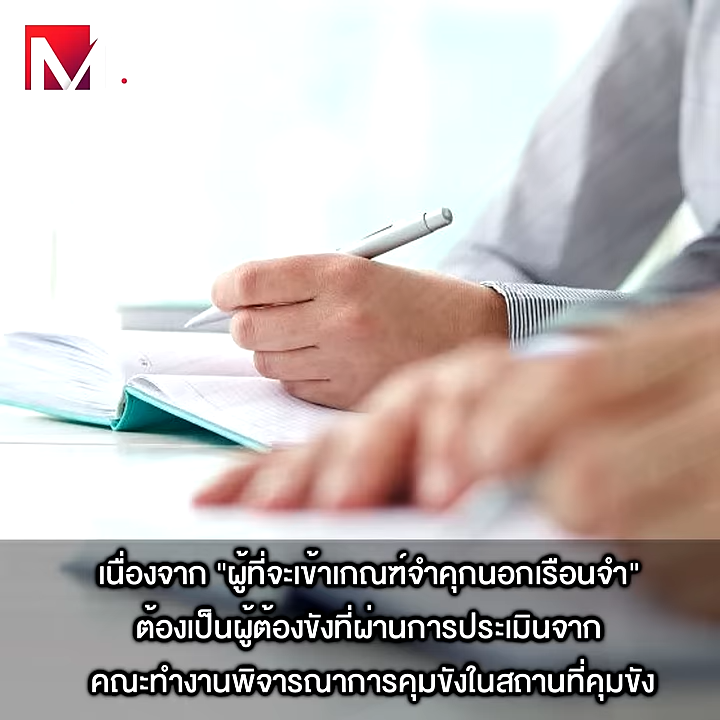 M.
เนื่องจาก "ผู้ที่จะเข้าเกณฑ์จำคุกนอกเรือนจำ"
ต้องเป็นผู้ต้องขังที่ผ่านการประเมินจาก
คณะทำงานพิจารณาการคุมขังในสถานที่คุมขัง